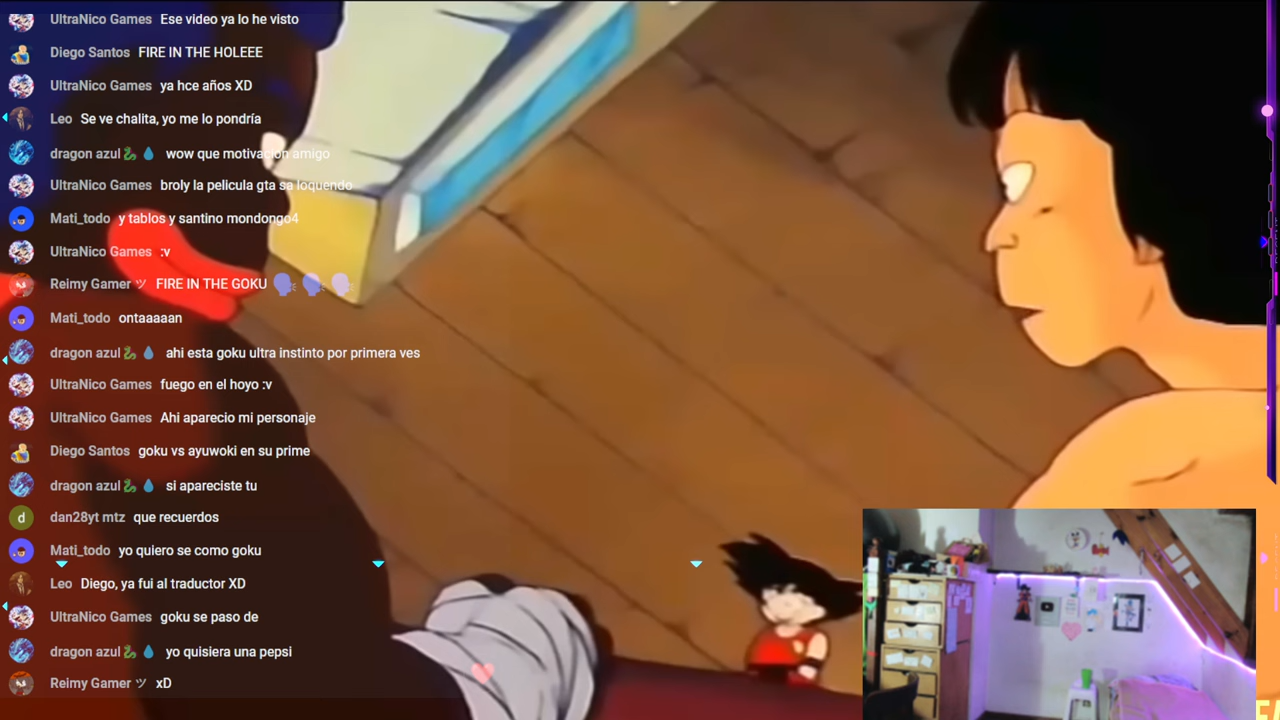 UltraNico Games Ese video ya lo he visto
Diego Santos FIRE IN THE HOLEEE
UltraNico Games ya hce años XD
Leo Se ve chalita, yo me lo pondría
dragon azul🐉💧 wow que motivacion amigo
UltraNico Games broly la pelicula gta sa loquendo
Mati_todo y tablos y santino mondongo4
UltraNico Games :v
Reimy Gamer ツ FIRE IN THE GOKU 🗣️🗣️🗣️
Mati_todo ontaaaaan
dragon azul🐉💧 ahi esta goku ultra instinto por primera ves
UltraNico Games fuego en el hoyo :v
UltraNico Games Ahi aparecio mi personaje
Diego Santos goku vs ayuwoki en su prime
dragon azul🐉💧 si apareciste tu
d dan28yt mtz que recuerdos
Mati_todo yo quiero se como goku
Leo Diego, ya fui al traductor XD
UltraNico Games goku se paso de
dragon azul🐉💧 yo quisiera una pepsi
Reimy Gamer ツ xD